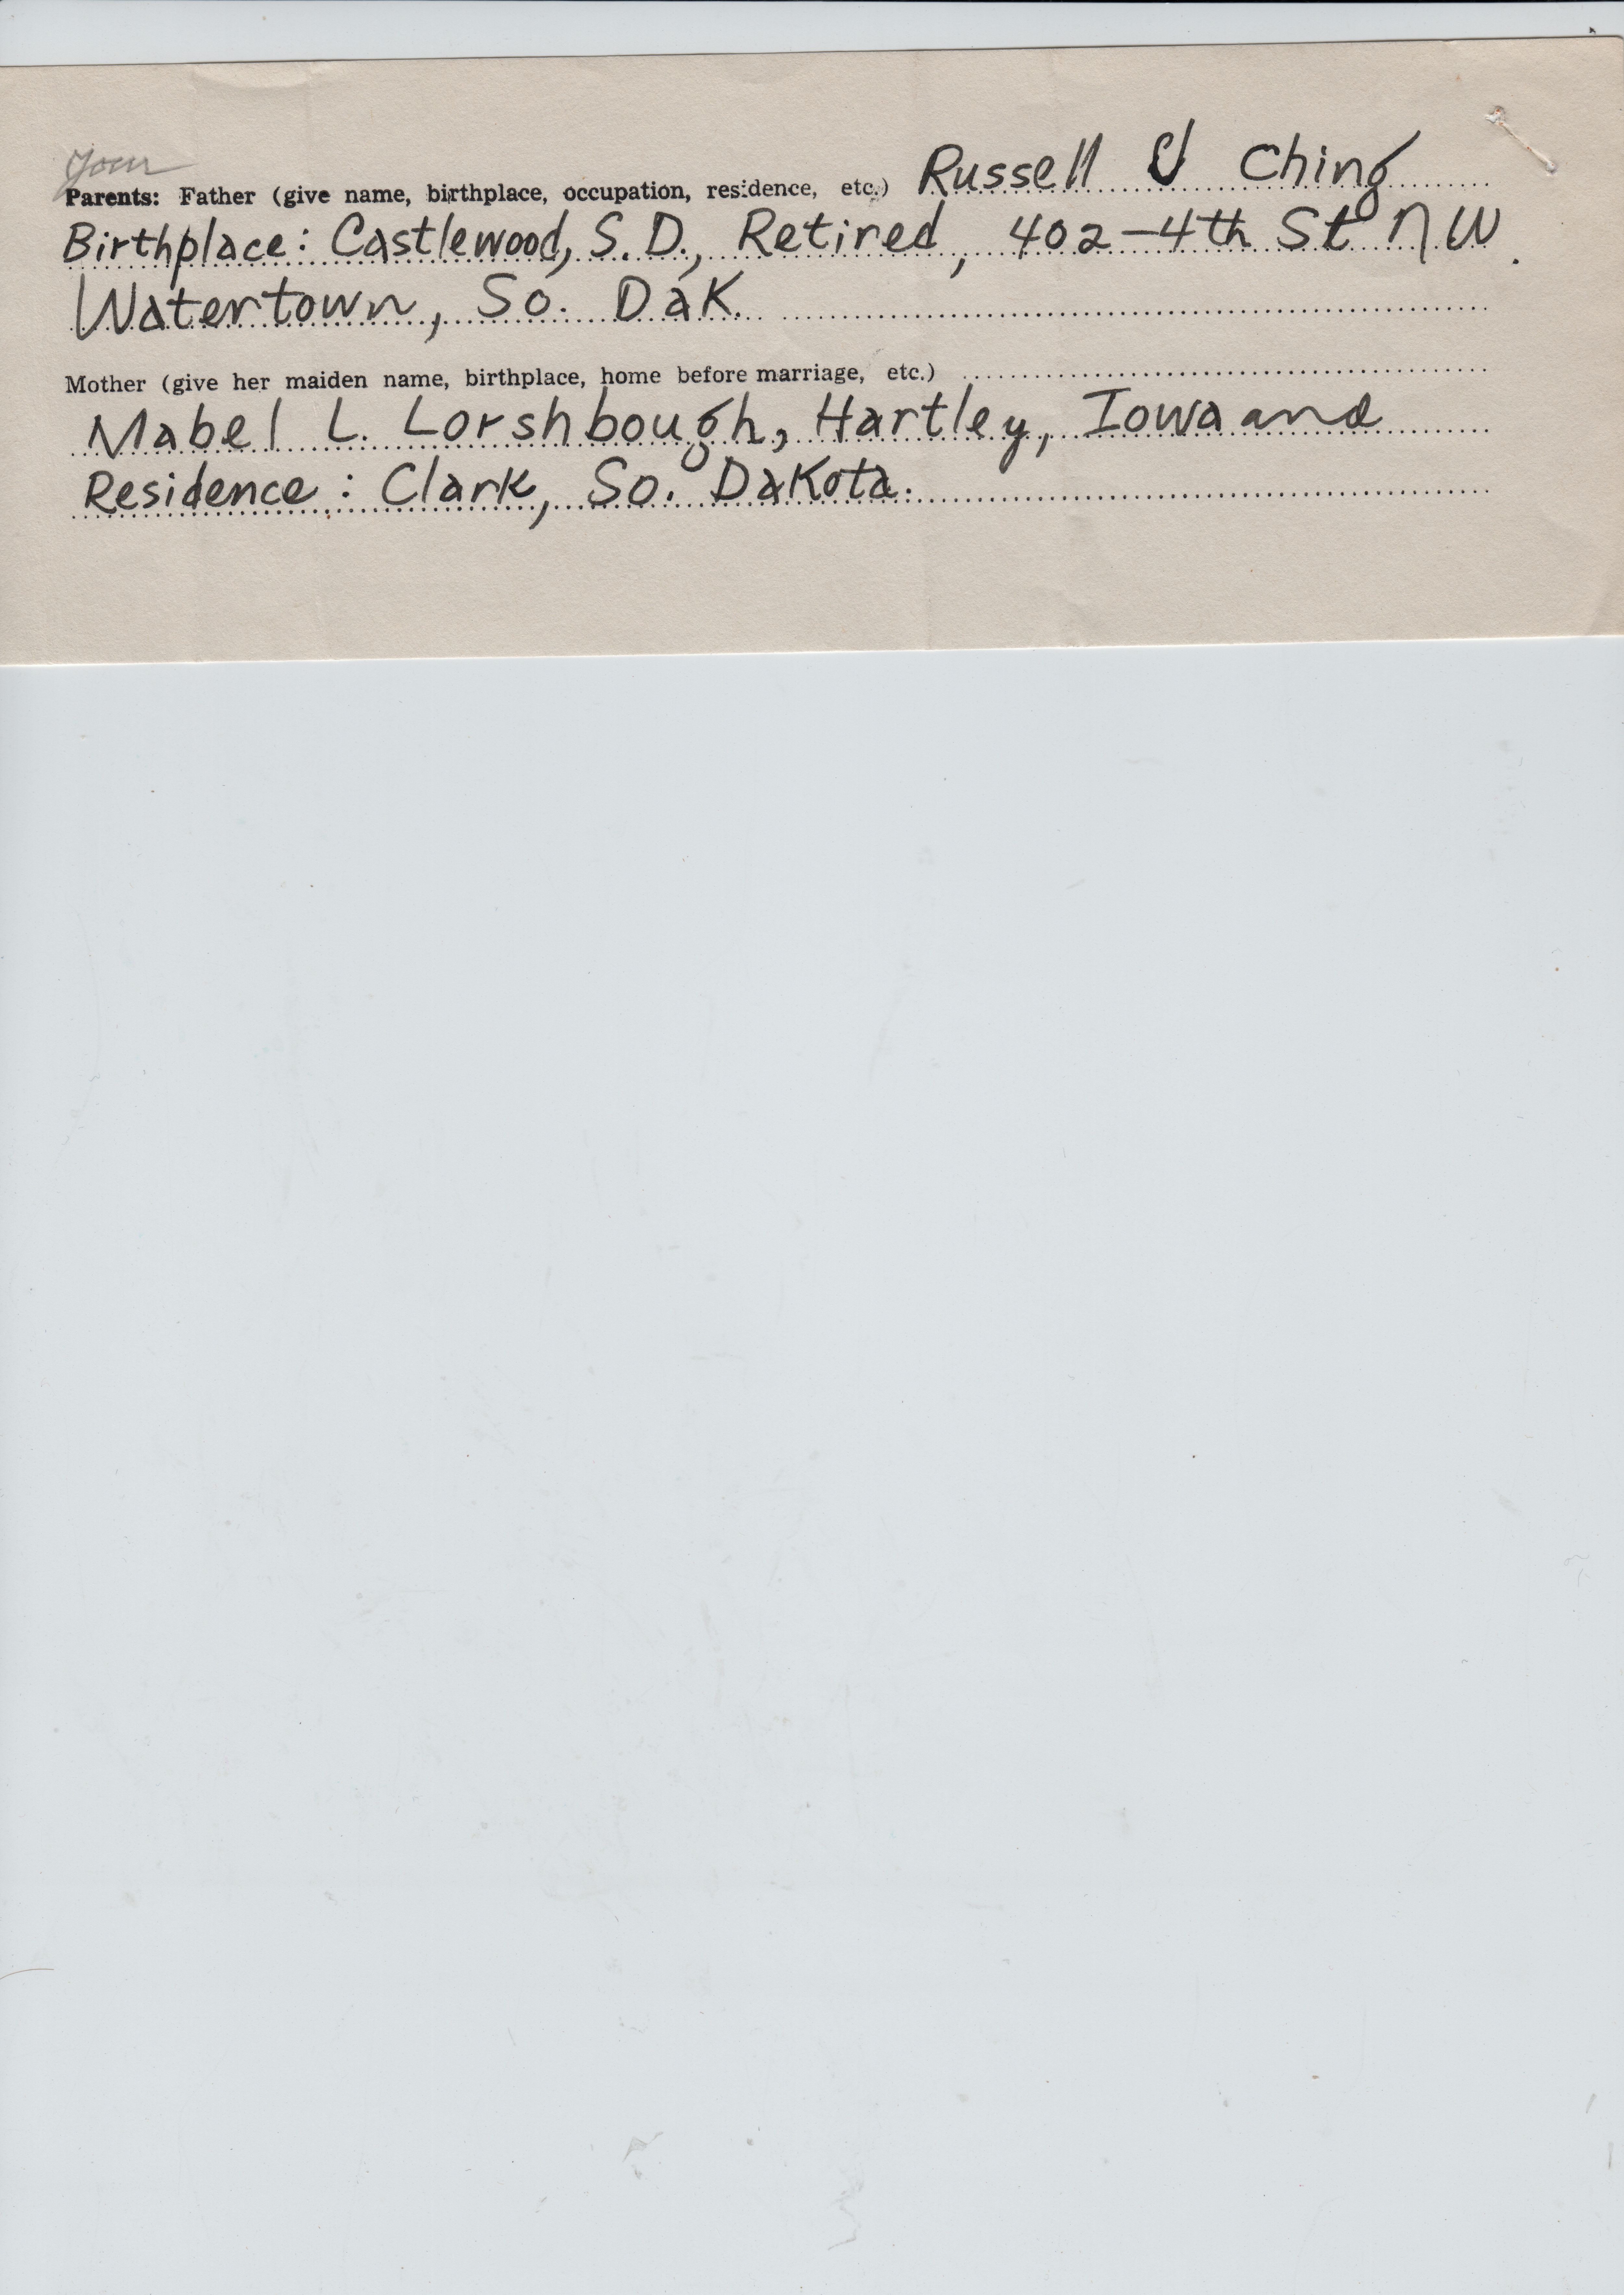 Your
Parents: Father (give name, birthplace, occupation, residence, etc.) Russell J Ching
Birthplace: Castlewood, S.D., Retired, 402-4th St NW.
Watertown, So. Dak.
Mother (give her maiden name, birthplace, home before marriage, etc.)
Mabel L. Lorshbough, Hartley, Iowa and
Residence: Clark, So. Dakota.